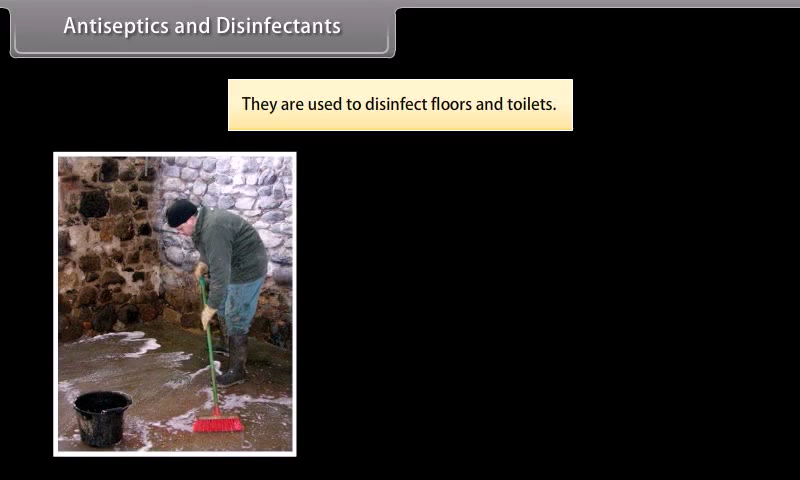 Antiseptics and Disinfectants
They are used to disinfect floors and toilets.